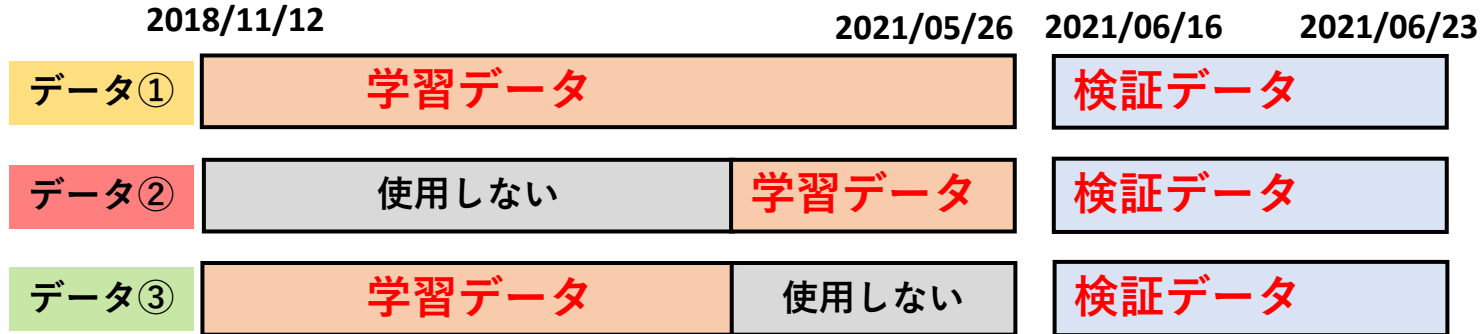 2018/11/12 2021/05/26 2021/06/16 2021/06/23
データ① 学習データ 検証データ
データ② 使用しない 学習データ 検証データ
データ③ 学習データ 使用しない 検証データ